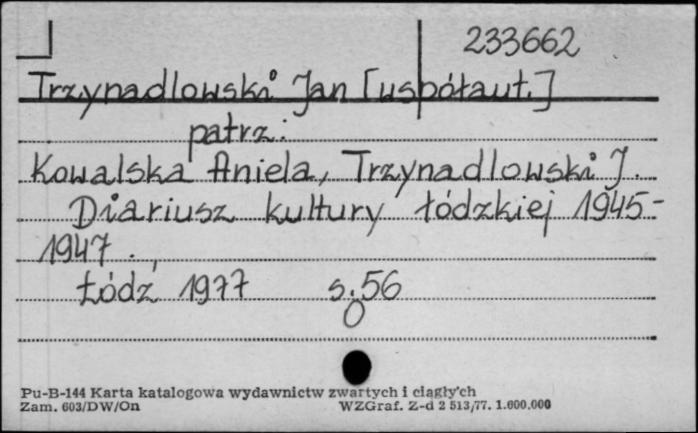 233662
Trzynadlowski Jan [współaut.]
patrz:
Kowalska Aniela, Trzynadlowski J.
Diariusz kultury łódzkiej 1945-
1947.
Łódź 1977 s. 56
Pu-B-144 Karta katalogowa wydawnictw zwartych i ciągłych
Zam. 603/DW/On WZGraf. Z-d 2 513/77. 1.000.000